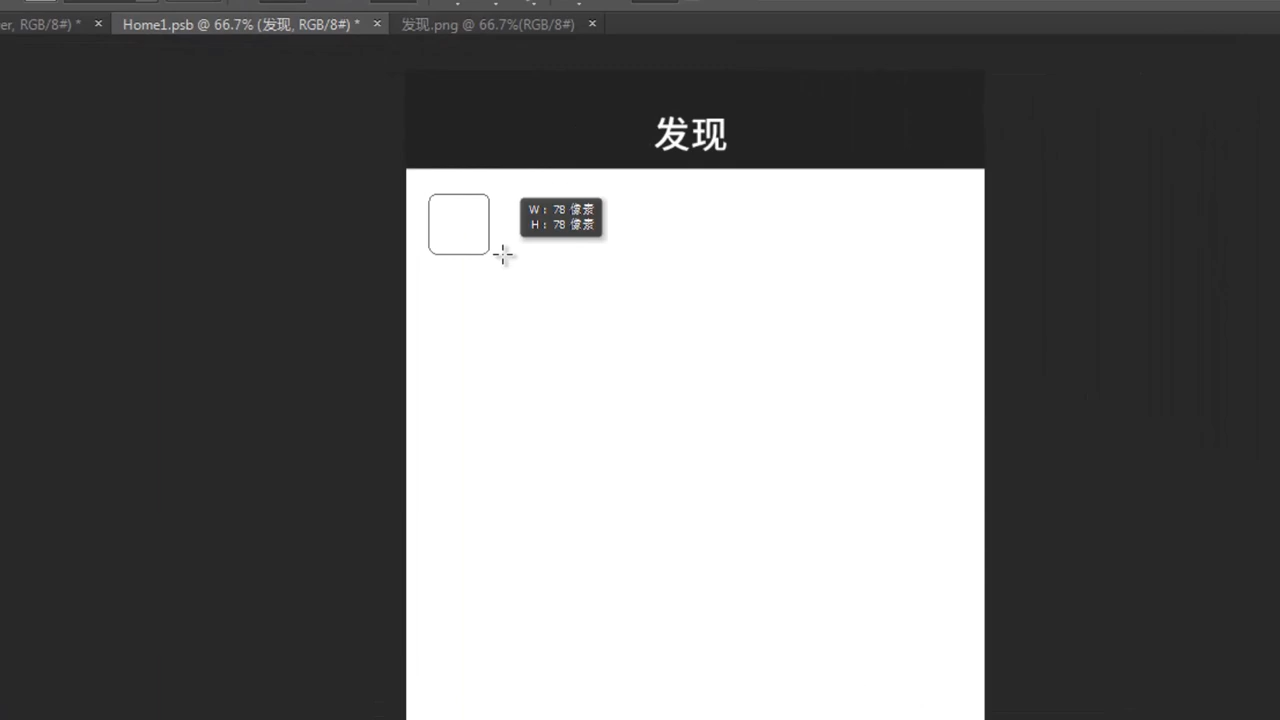 er, RGB/8#) * ×
Home1.psb @ 66.7% (发现, RGB/8#) * ×
发现.png @ 66.7%(RGB/8#) ×
发现
W : 78 像素
H : 78 像素